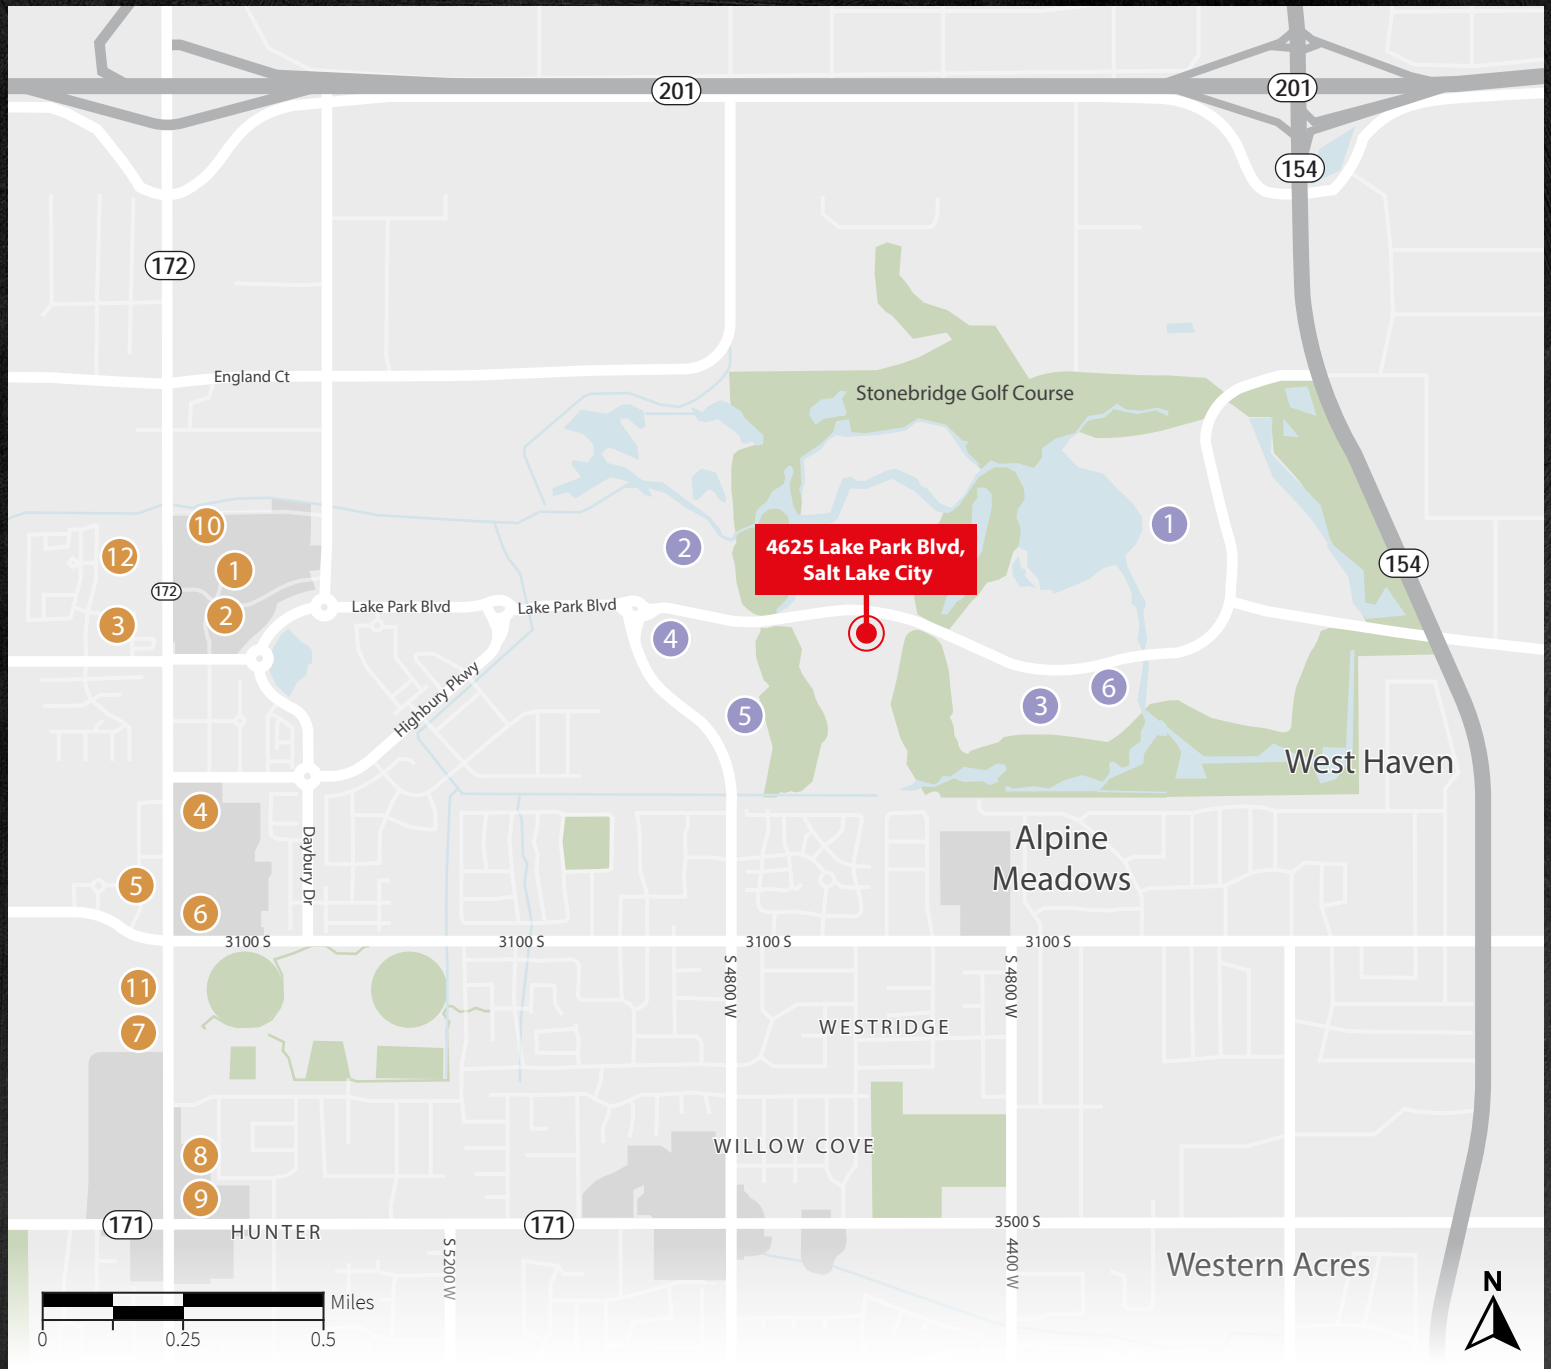 201
201
154
172
England Ct
Stonebridge Golf Course
10
12
1
172
2
3
2
1
4625 Lake Park Blvd,
Salt Lake City
154
Lake Park Blvd
Lake Park Blvd
4
Highbury Pkwy
5
3
6
West Haven
4
Daybury Dr
Alpine
Meadows
5
6
3100 S
3100 S
3100 S
3100 S
11
7
S 4800 W
S 4800 W
WESTRIDGE
WILLOW COVE
8
9
171
HUNTER
171
3500 S
S 5200 W
4400 W
Western Acres
N
Miles
0
0.25
0.5